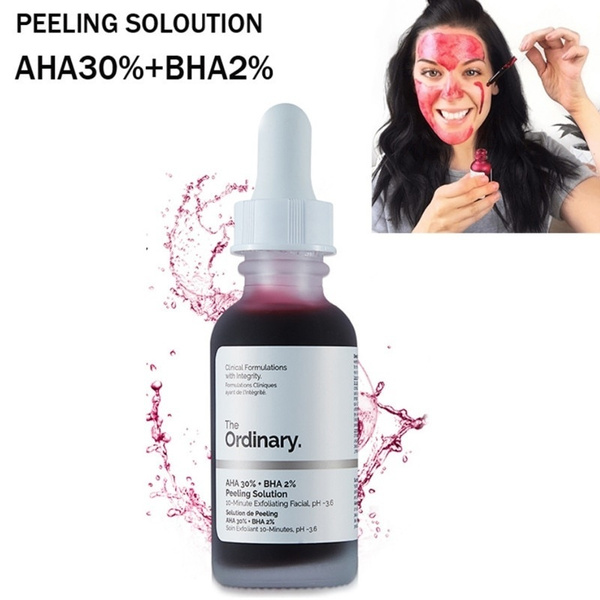 PEELING SOLOUTION
AHA30%+BHA2%
Clinical Formulations
with Integrity.
Formulations Cliniques
ayant de l'Intégrité.
The
Ordinary.
AHA 30% + BHA 2%
Peeling Solution
10-Minute Exfoliating Facial, pH ~3.6
Solution de Peeling
AHA 30% + BHA 2%
Soin Exfoliant 10-Minutes, pH ~3.6